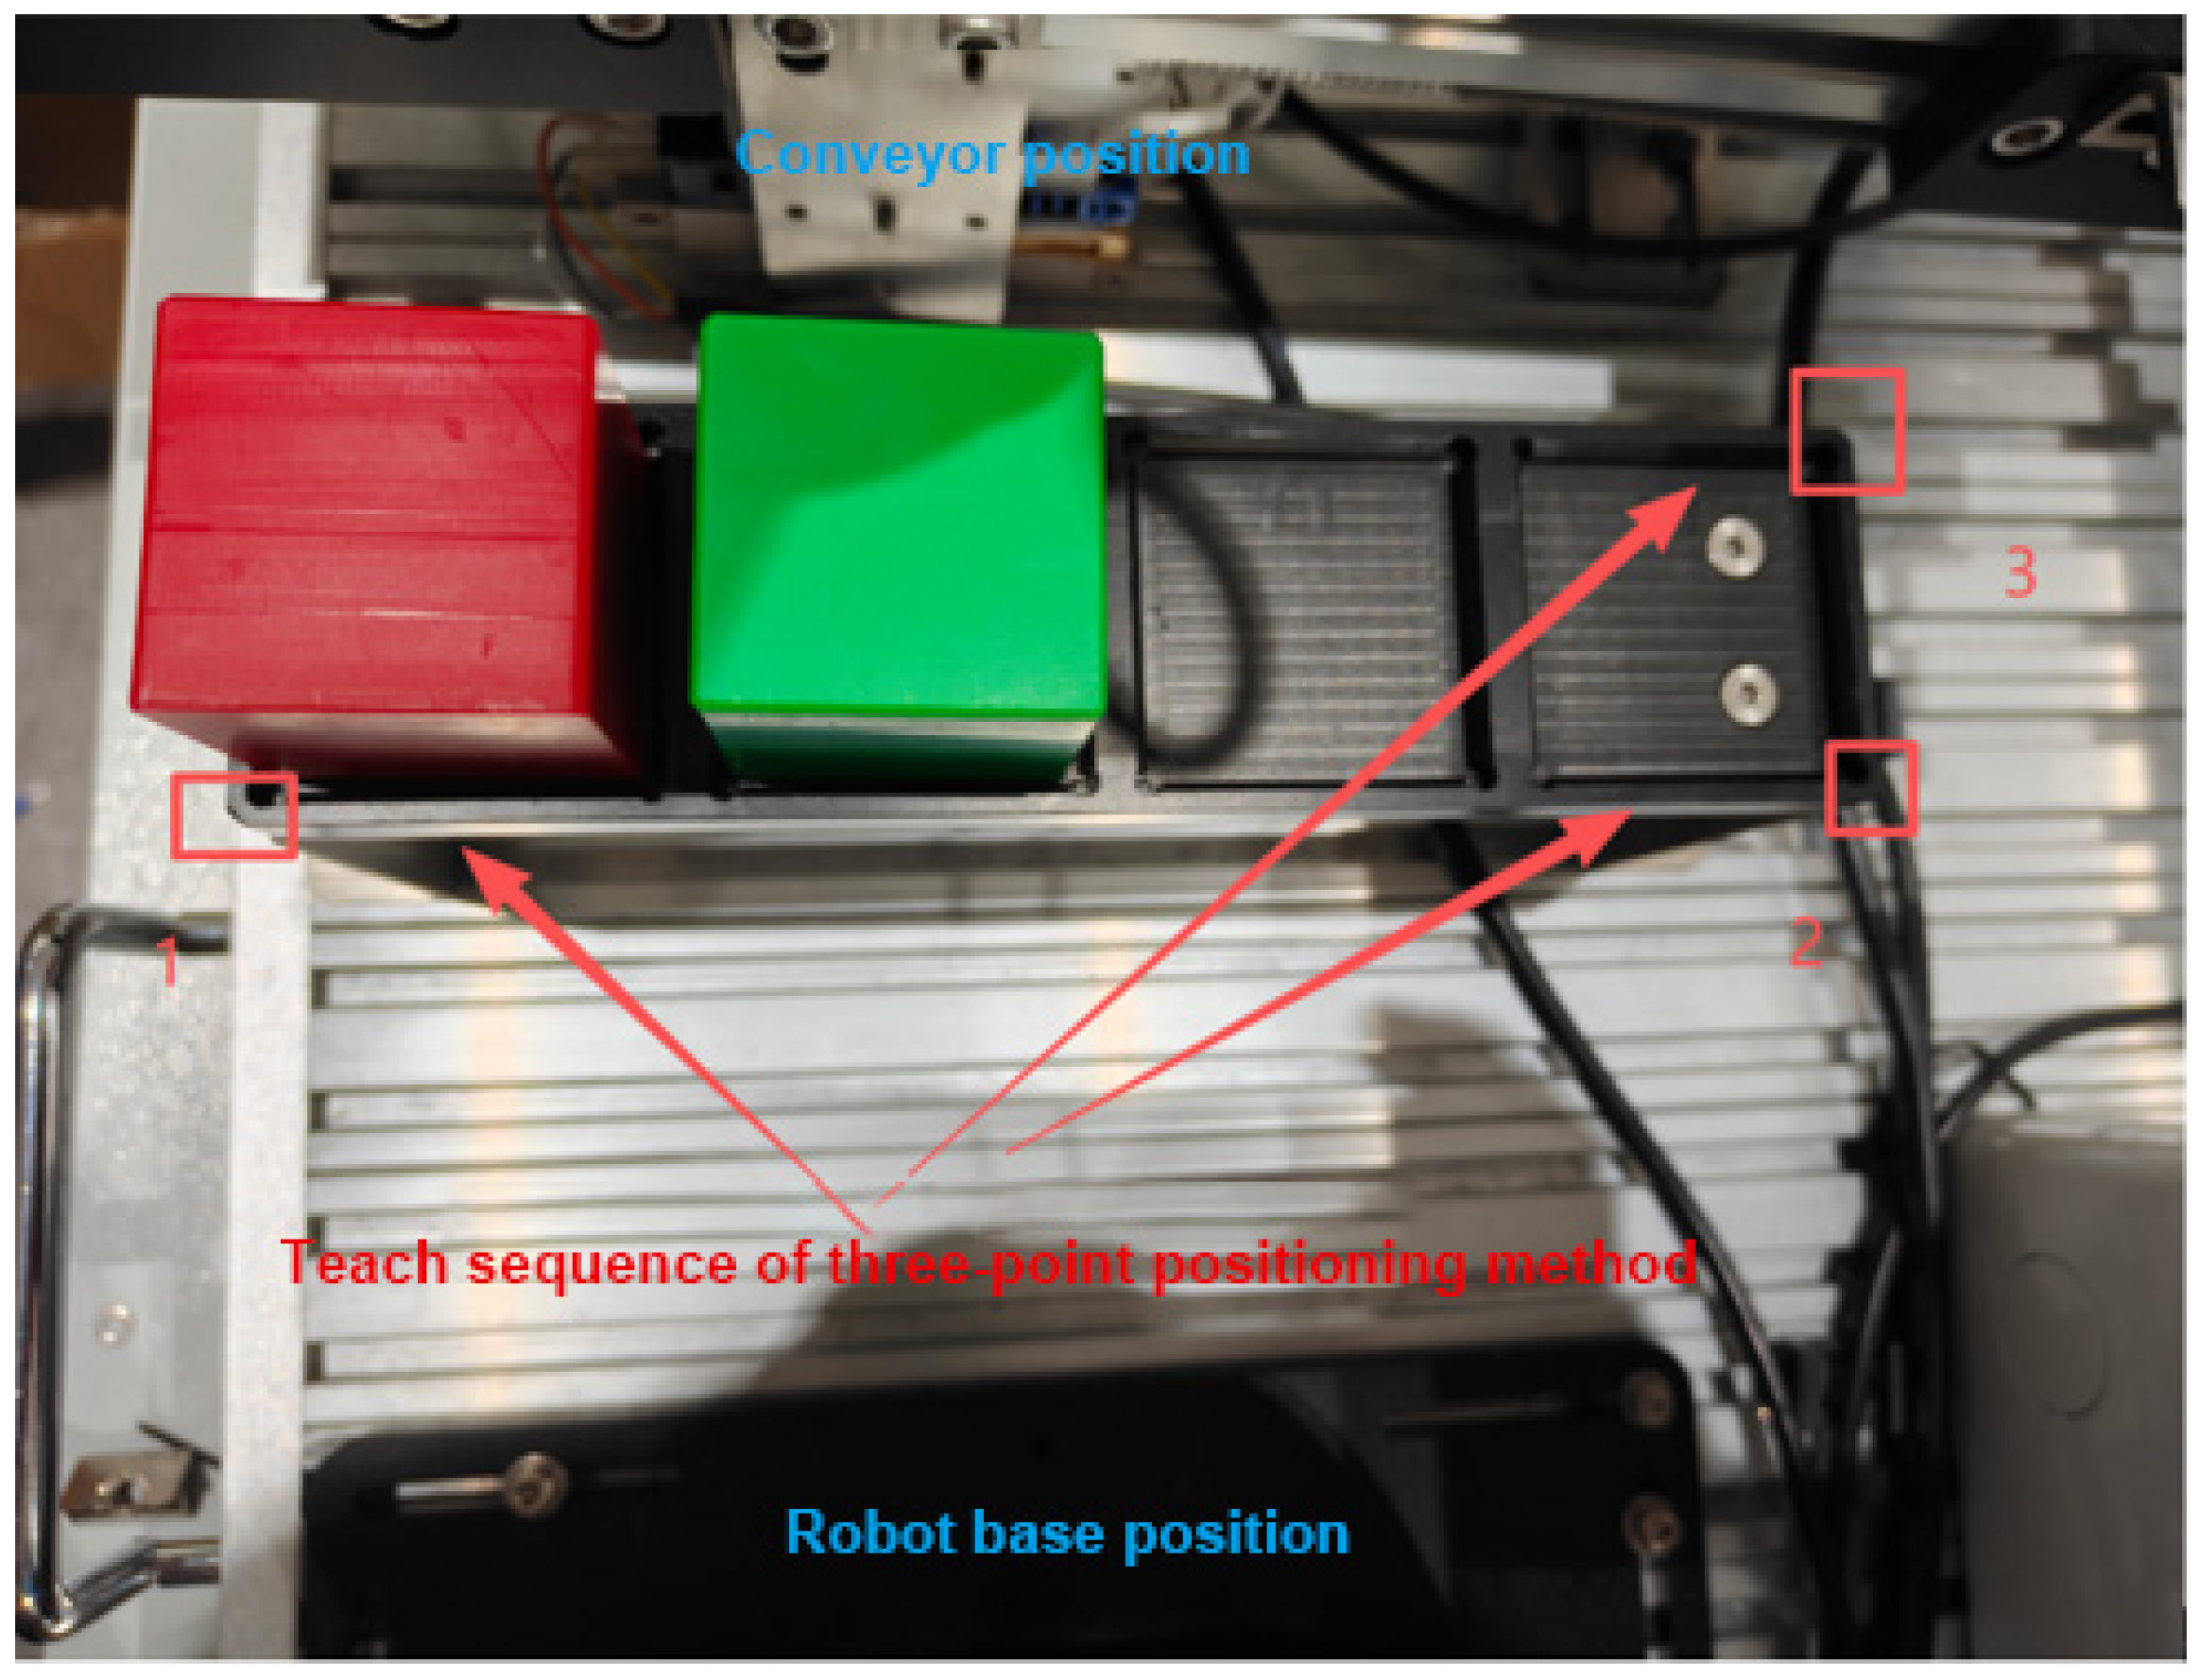 Conveyor position
3
1
2
Teach sequence of three-point positioning method
Robot base position